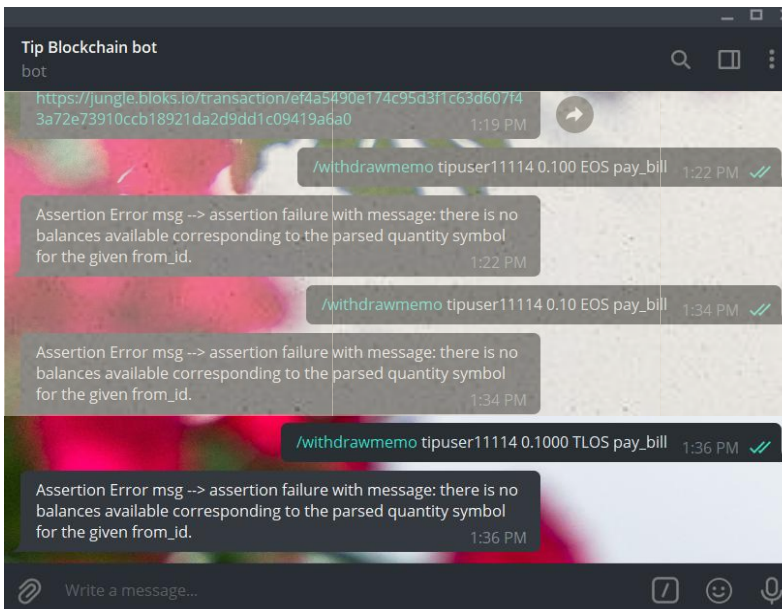 Tip Blockchain bot
bot
https://jungle.bloks.io/transaction/ef4a5490e174c95d3f1c63d607f4
3a72e73910ccb18921da2d9dd1c09419a6a0
1:19 PM
/withdrawmemo tipuser11114 0.100 EOS pay_bill 1:22 PM
Assertion Error msg --> assertion failure with message: there is no
balances available corresponding to the parsed quantity symbol
for the given from_id.
1:22 PM
/withdrawmemo tipuser11114 0.10 EOS pay_bill 1:34 PM
Assertion Error msg --> assertion failure with message: there is no
balances available corresponding to the parsed quantity symbol
for the given from_id.
1:34 PM
/withdrawmemo tipuser11114 0.1000 TLOS pay_bill 1:36 PM
Assertion Error msg --> assertion failure with message: there is no
balances available corresponding to the parsed quantity symbol
for the given from_id.
1:36 PM
Write a message...